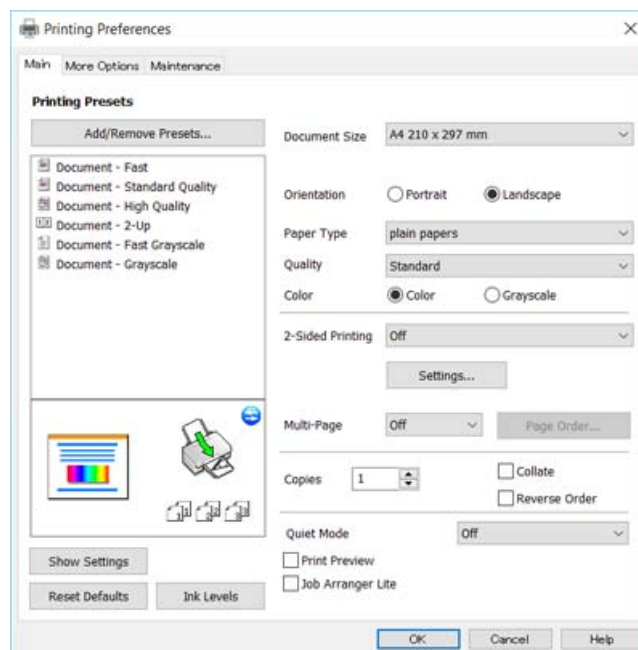 Printing Preferences
Main More Options Maintenance
Printing Presets
Add/Remove Presets...
Document - Fast
Document - Standard Quality
Document - High Quality
Document - 2-Up
Document - Fast Grayscale
Document - Grayscale
Show Settings
Reset Defaults Ink Levels
Document Size A4 210 x 297 mm
Orientation Portrait Landscape
Paper Type plain papers
Quality Standard
Color Color Grayscale
2-Sided Printing Off
Settings...
Multi-Page Off Page Order...
Copies 1 Collate
Reverse Order
Quiet Mode Off
Print Preview
Job Arranger Lite
OK Cancel Help